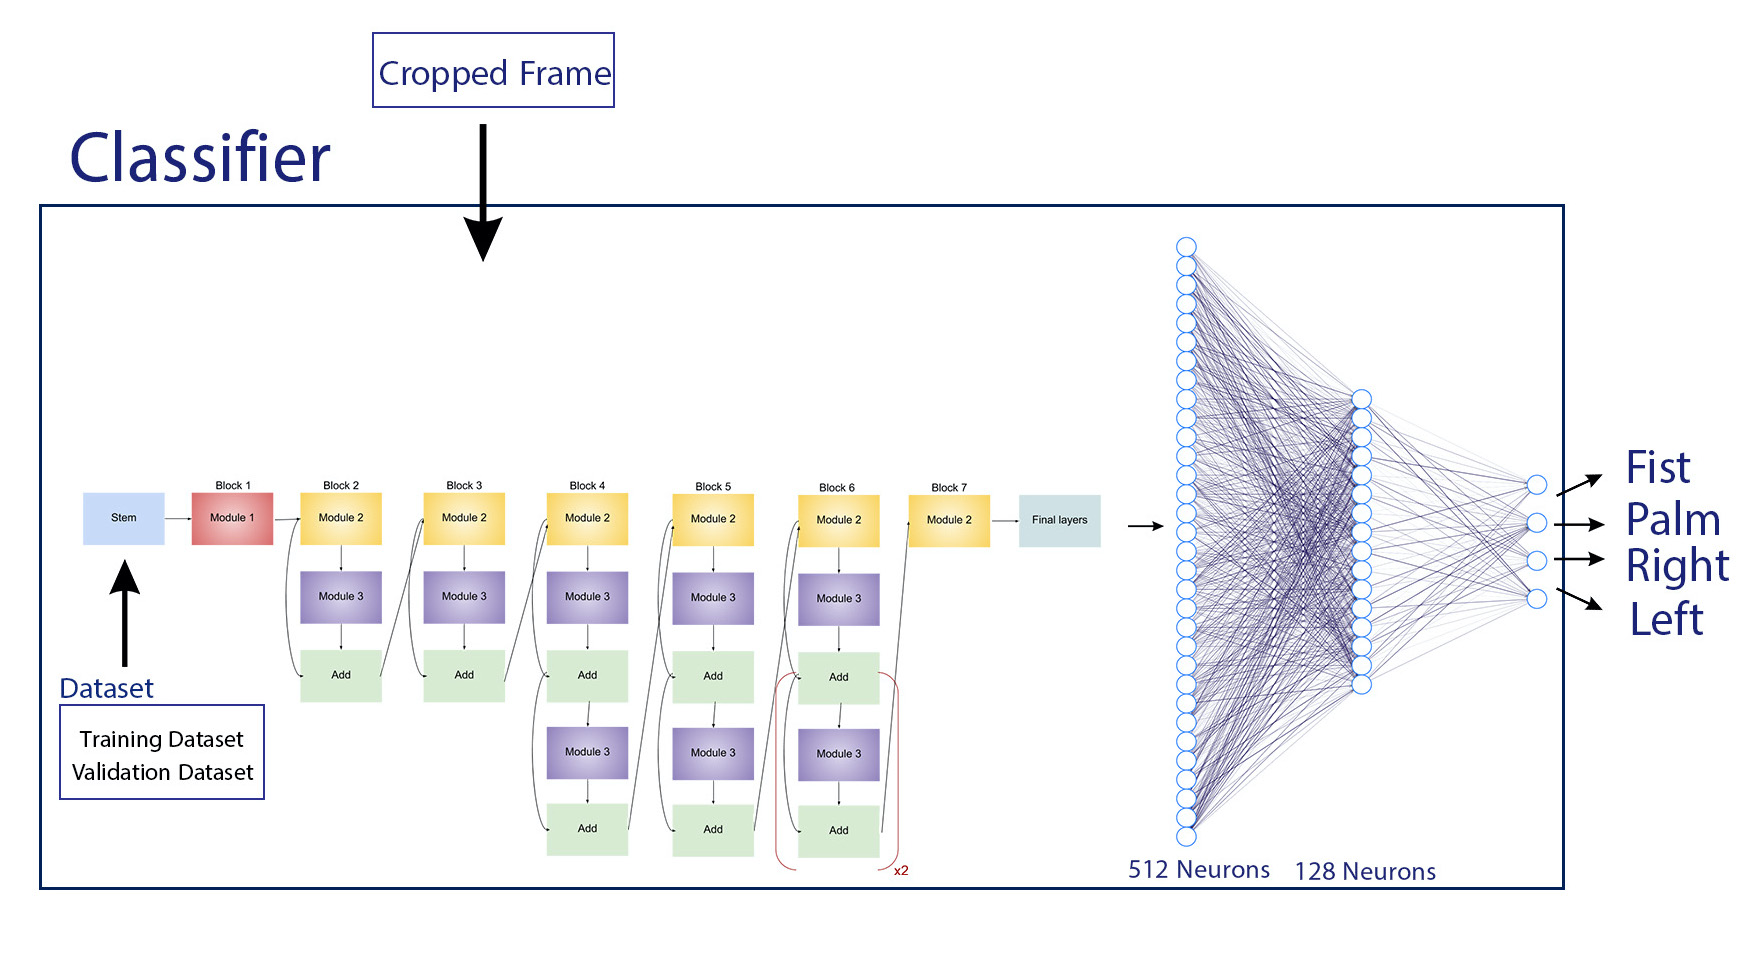 Cropped Frame
Classifier
Block 1
Block 2
Block 3
Block 4
Block 5
Block 6
Block 7
Stem
Module 1
Module 2
Module 2
Module 2
Module 2
Module 2
Module 2
Final layers
Module 3
Module 3
Module 3
Module 3
Module 3
Add
Add
Add
Add
Add
Module 3
Module 3
Module 3
Add
Add
Add
x2
Dataset
Training Dataset
Validation Dataset
512 Neurons
128 Neurons
Fist
Palm
Right
Left